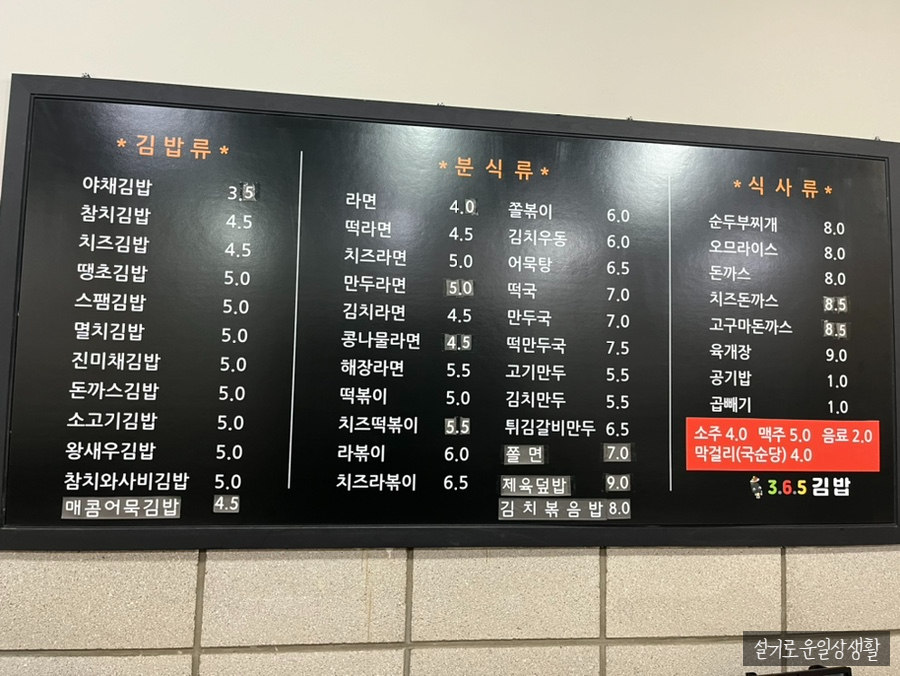 *김밥류*
야채김밥 3.5
참치김밥 4.5
치즈김밥 4.5
땡초김밥 5.0
스팸김밥 5.0
멸치김밥 5.0
진미채김밥 5.0
돈까스김밥 5.0
소고기김밥 5.0
왕새우김밥 5.0
참치와사비김밥 5.0
매콤어묵김밥 4.5
*분식류*
라면 4.0
떡라면 4.5
치즈라면 5.0
만두라면 5.0
김치라면 4.5
콩나물라면 4.5
해장라면 5.5
떡볶이 5.0
치즈떡볶이 5.5
라볶이 6.0
치즈라볶이 6.5
쫄볶이 6.0
김치우동 6.0
어묵탕 6.5
떡국 7.0
만두국 7.0
떡만두국 7.5
고기만두 5.5
김치만두 5.5
튀김갈비만두 6.5
쫄면 7.0
제육덮밥 9.0
김치볶음밥 8.0
*식사류*
순두부찌개 8.0
오므라이스 8.0
돈까스 8.0
치즈돈까스 8.5
고구마돈까스 8.5
육개장 9.0
공기밥 1.0
곱빼기 1.0
소주 4.0 맥주 5.0 음료 2.0
막걸리(국순당) 4.0
3.6.5 김밥
설기로운일상생활